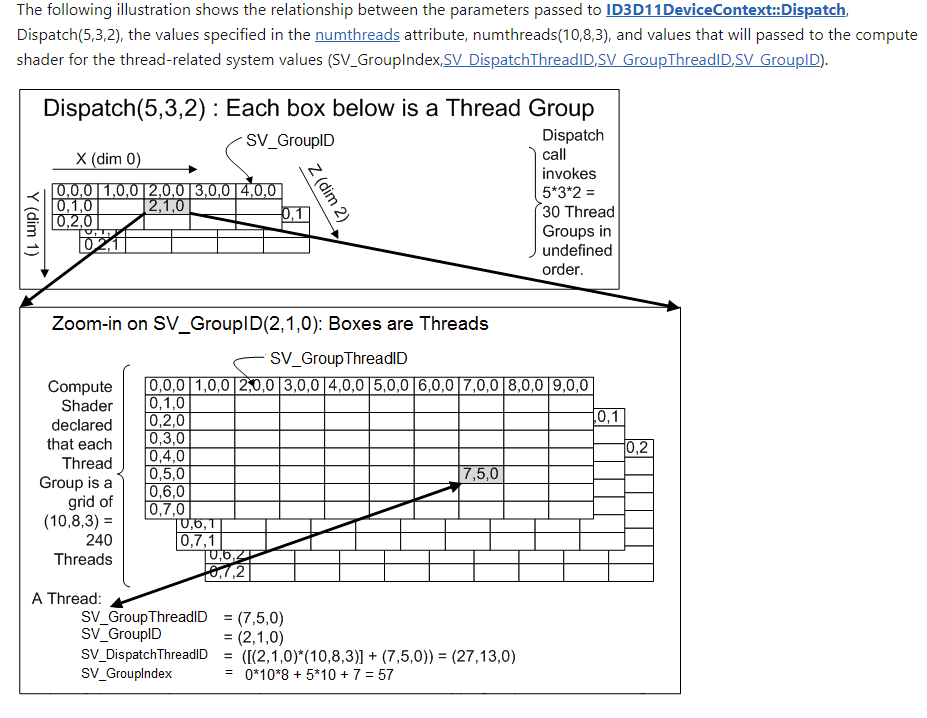 The following illustration shows the relationship between the parameters passed to ID3D11DeviceContext::Dispatch,
Dispatch(5,3,2), the values specified in the numthreads attribute, numthreads(10,8,3), and values that will passed to the compute
shader for the thread-related system values (SV_GroupIndex,SV_DispatchThreadID,SV_GroupThreadID,SV_GroupID).
Dispatch(5,3,2) : Each box below is a Thread Group
SV_GroupID
X (dim 0)
Y (dim 1)
Z (dim 2)
0,0,0 1,0,0 2,0,0 3,0,0 4,0,0
0,1,0 2,1,0
0,2,0
0,1
0,2,1
Dispatch
call
invokes
5*3*2 =
30 Thread
Groups in
undefined
order.
Zoom-in on SV_GroupID(2,1,0): Boxes are Threads
SV_GroupThreadID
Compute
Shader
declared
that each
Thread
Group is a
grid of
(10,8,3) =
240
Threads
0,0,0 1,0,0 2,0,0 3,0,0 4,0,0 5,0,0 6,0,0 7,0,0 8,0,0 9,0,0
0,1,0
0,2,0
0,3,0
0,4,0
0,5,0 7,5,0
0,6,0
0,7,0
,0,1
0,2
0,6,1
0,7,1
0,6,2
0,7,2
A Thread:
SV_GroupThreadID = (7,5,0)
SV_GroupID = (2,1,0)
SV_DispatchThreadID = ([(2,1,0)*(10,8,3)] + (7,5,0)) = (27,13,0)
SV_GroupIndex = 0*10*8 + 5*10 + 7 = 57